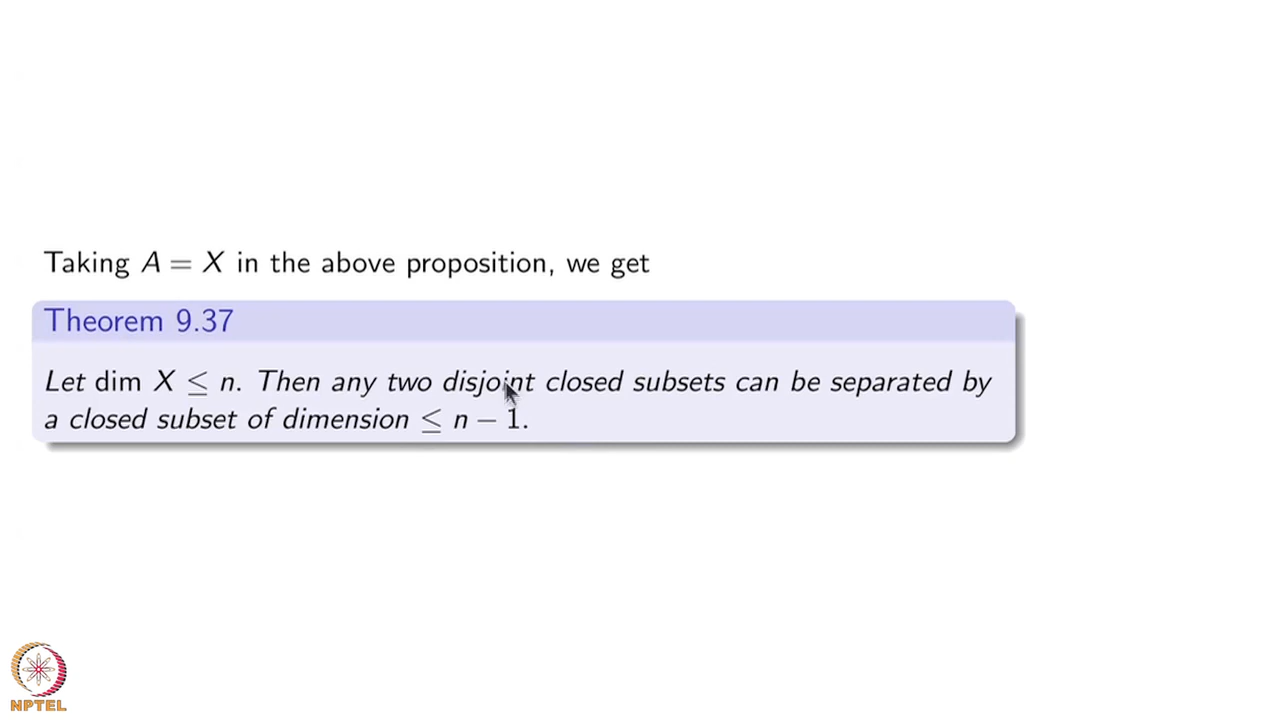 Taking A = X in the above proposition, we get
Theorem 9.37
Let dim X ≤ n. Then any two disjoint closed subsets can be separated by
a closed subset of dimension ≤ n − 1.
NPTEL